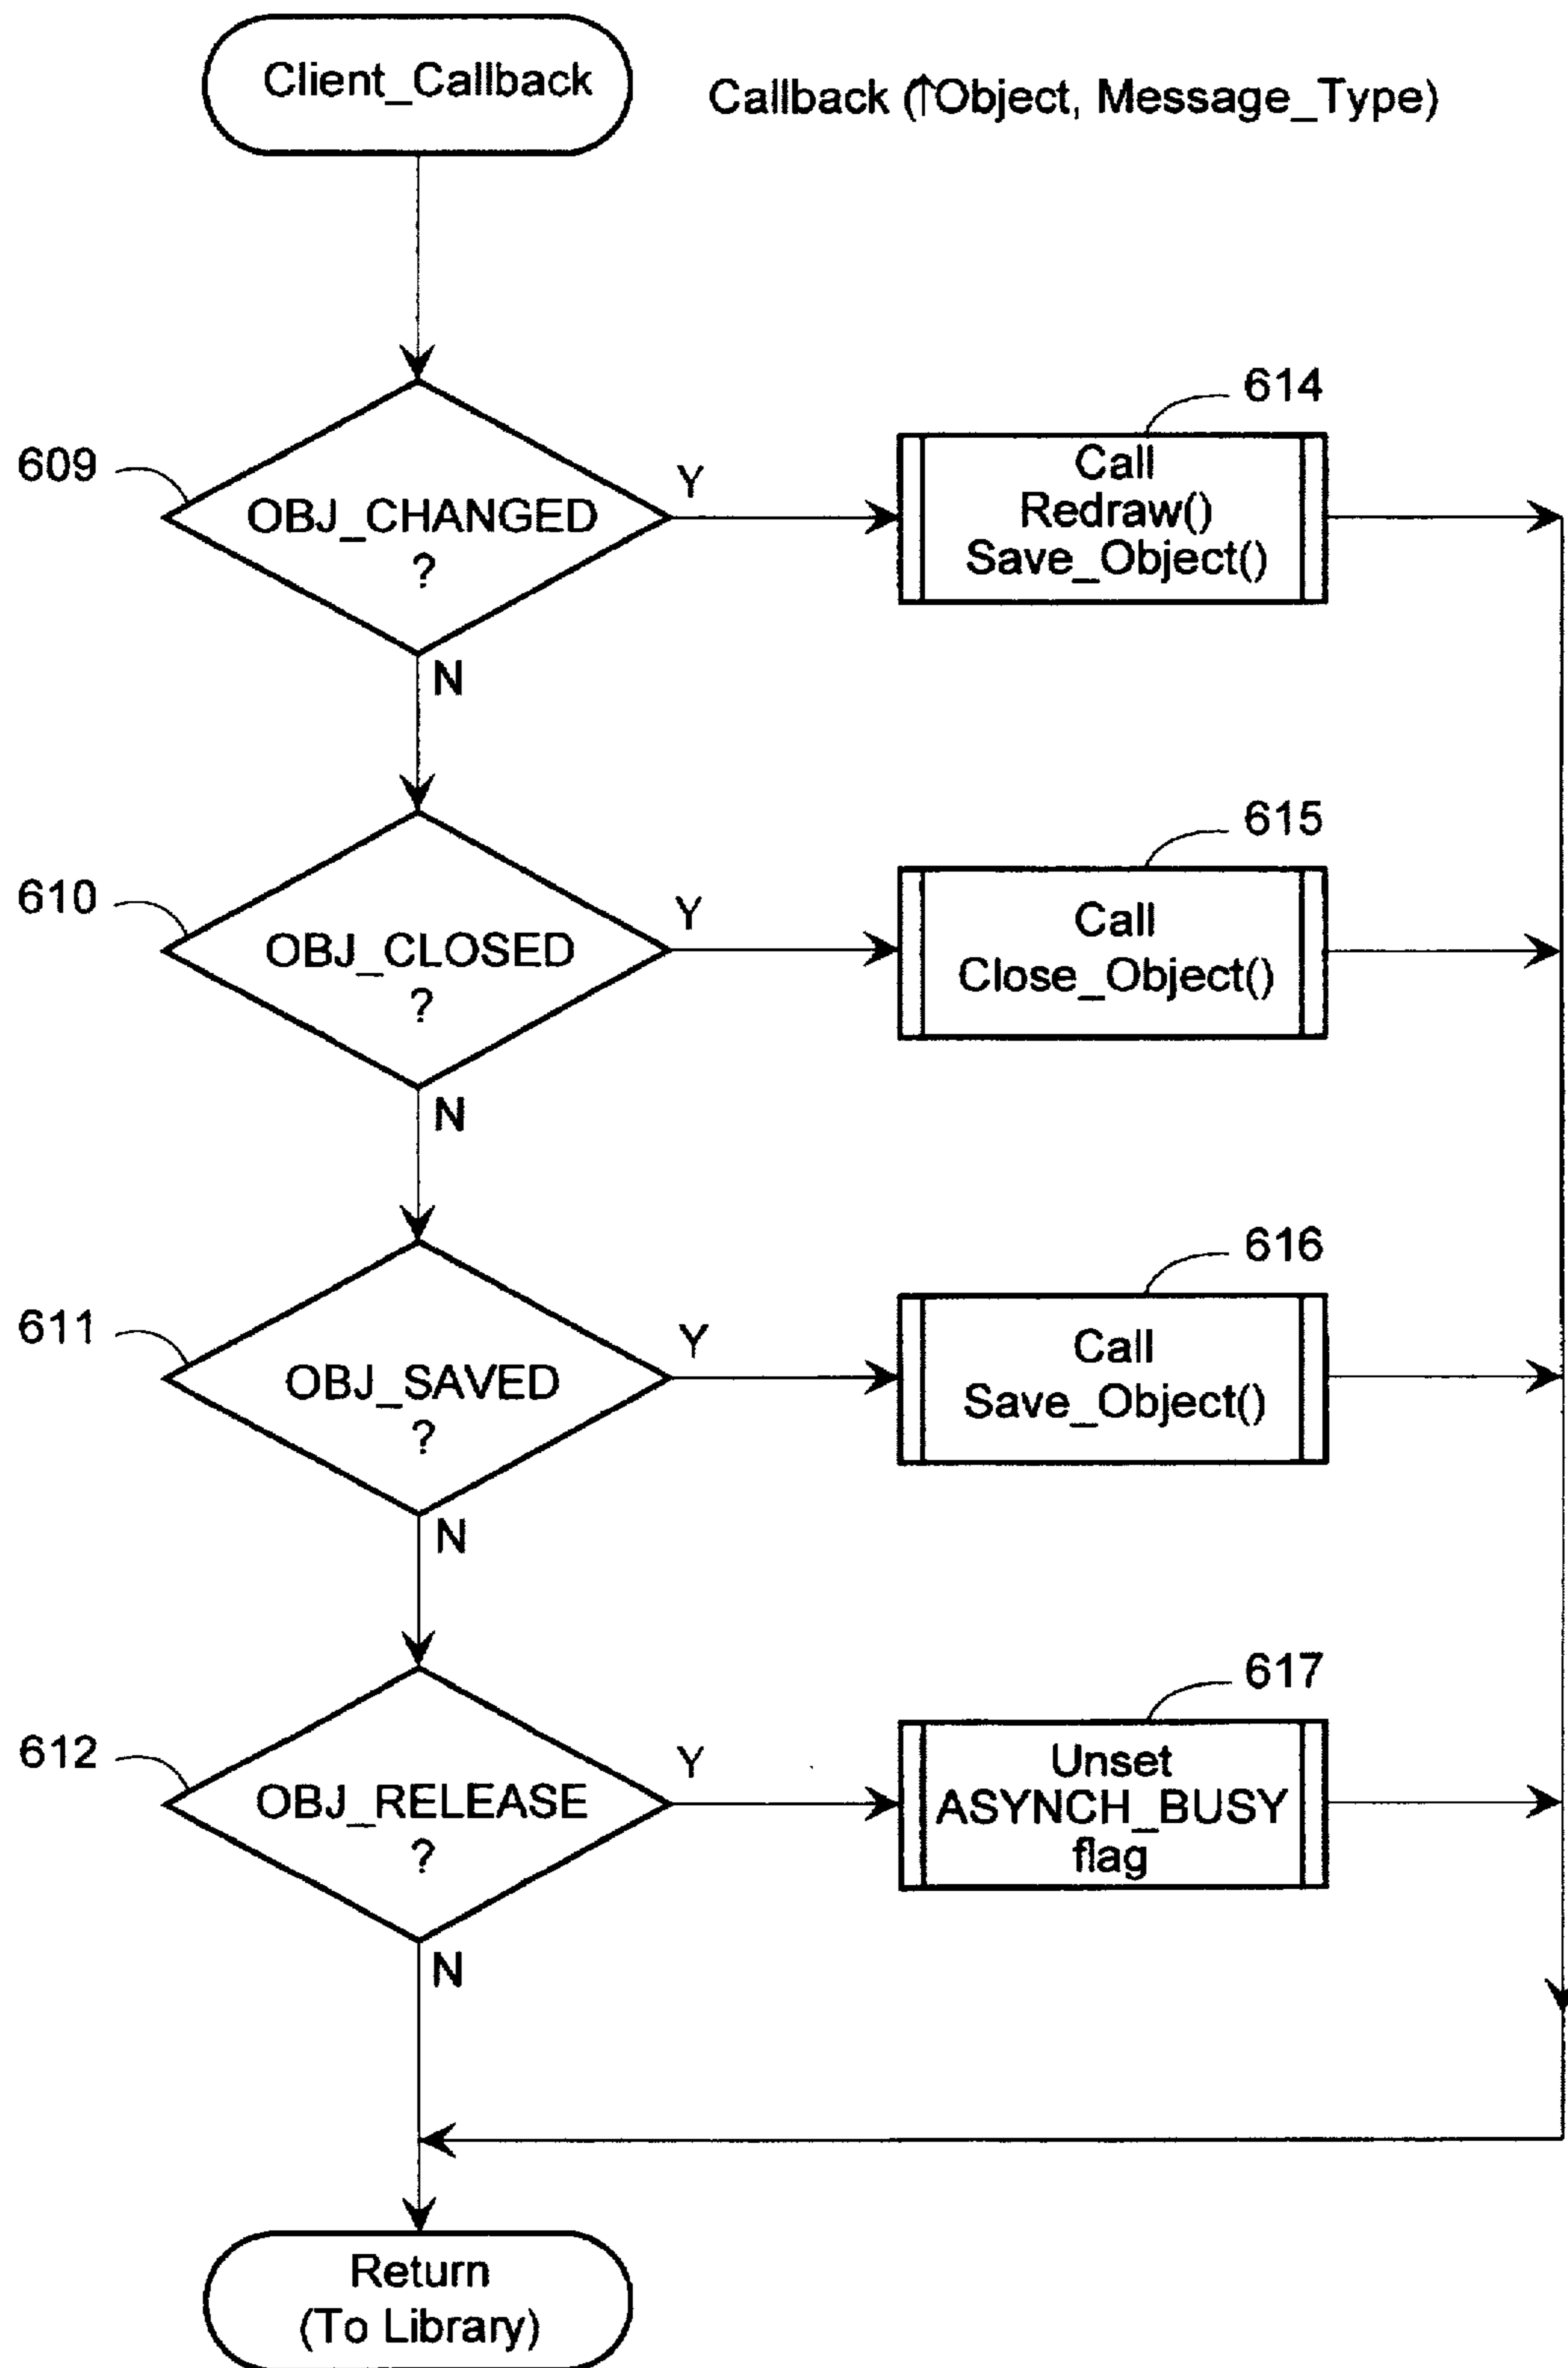 Client_Callback
Callback (↑Object, Message_Type)
609
OBJ_CHANGED
?
Y
N
614
Call
Redraw()
Save_Object()
610
OBJ_CLOSED
?
Y
N
615
Call
Close_Object()
611
OBJ_SAVED
?
Y
N
616
Call
Save_Object()
612
OBJ_RELEASE
?
Y
N
617
Unset
ASYNCH_BUSY
flag
Return
(To Library)